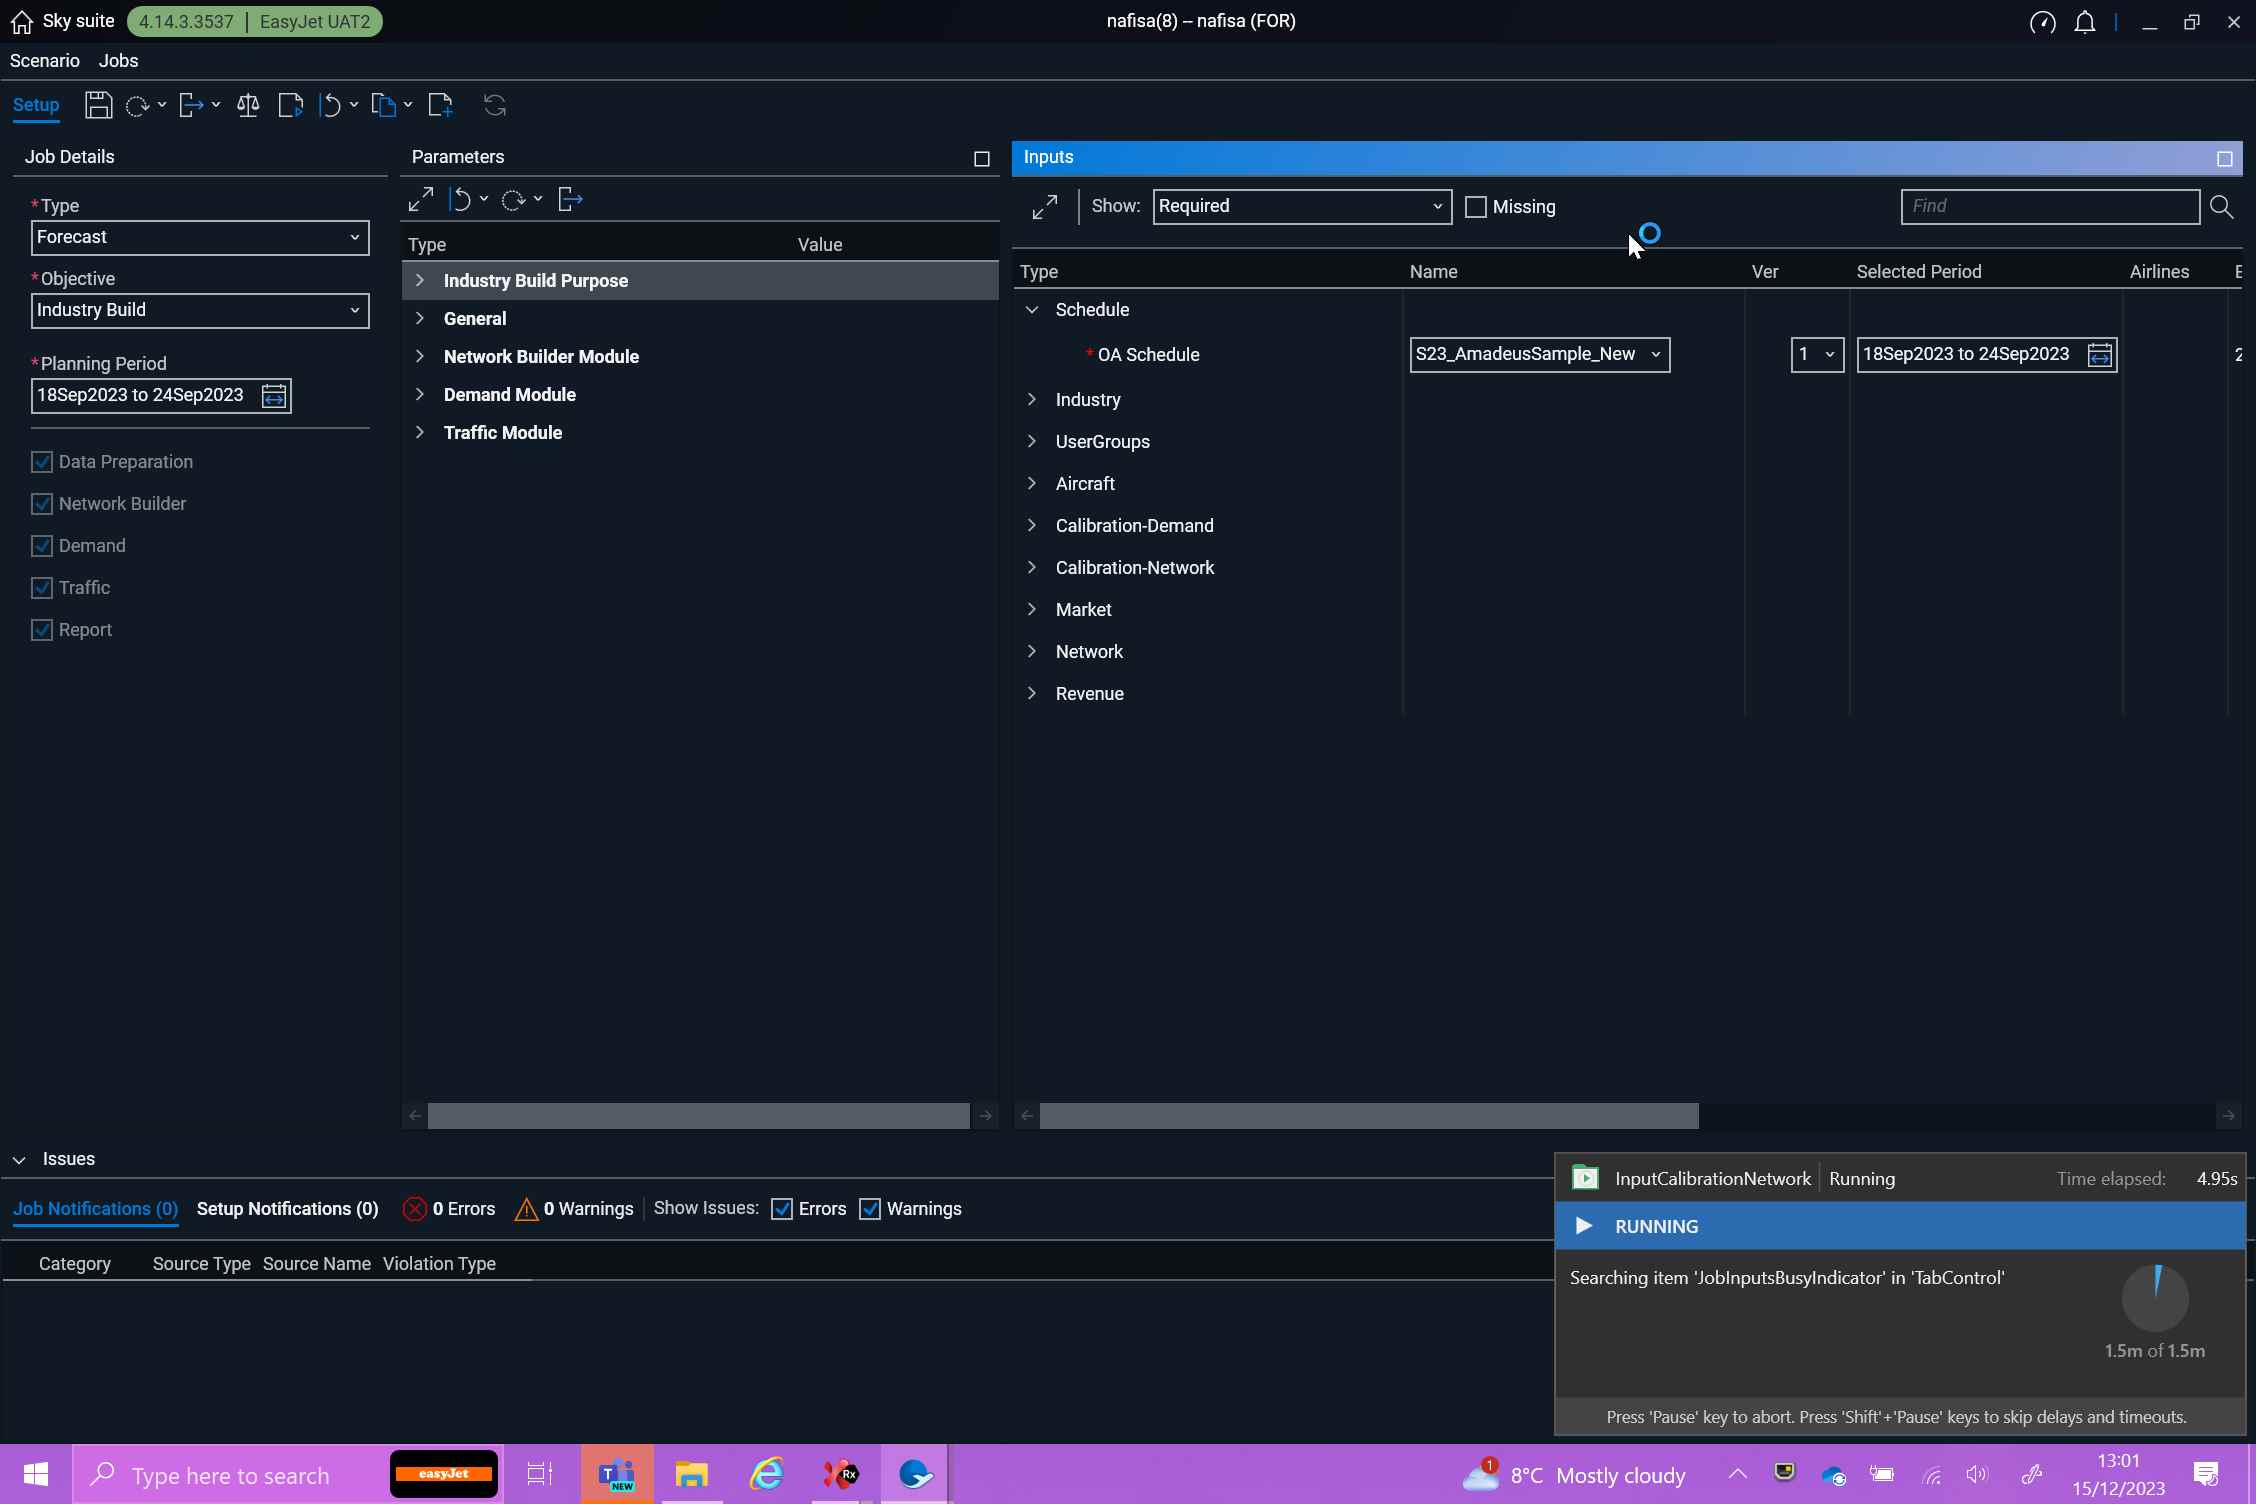 Sky suite 4.14.3.3537 | EasyJet UAT2 nafisa(8) – nafisa (FOR)
Scenario Jobs
Setup
Job Details
*Type
Forecast
*Objective
Industry Build
*Planning Period
18Sep2023 to 24Sep2023
Data Preparation
Network Builder
Demand
Traffic
Report
Parameters
Type Value
Industry Build Purpose
General
Network Builder Module
Demand Module
Traffic Module
Inputs
Show: Required Missing Find
Type Name Ver Selected Period Airlines
Schedule
* OA Schedule S23_AmadeusSample_New 1 18Sep2023 to 24Sep2023
Industry
UserGroups
Aircraft
Calibration-Demand
Calibration-Network
Market
Network
Revenue
Issues
Job Notifications (0) Setup Notifications (0) 0 Errors 0 Warnings Show Issues: Errors Warnings
Category Source Type Source Name Violation Type
InputCalibrationNetwork Running Time elapsed: 4.95s
RUNNING
Searching item 'JobInputsBusyIndicator' in 'TabControl'
1.5m of 1.5m
Press 'Pause' key to abort. Press 'Shift'+'Pause' keys to skip delays and timeouts.
Type here to search easyJet T NEW Rx 1 8°C Mostly cloudy 13:01
15/12/2023